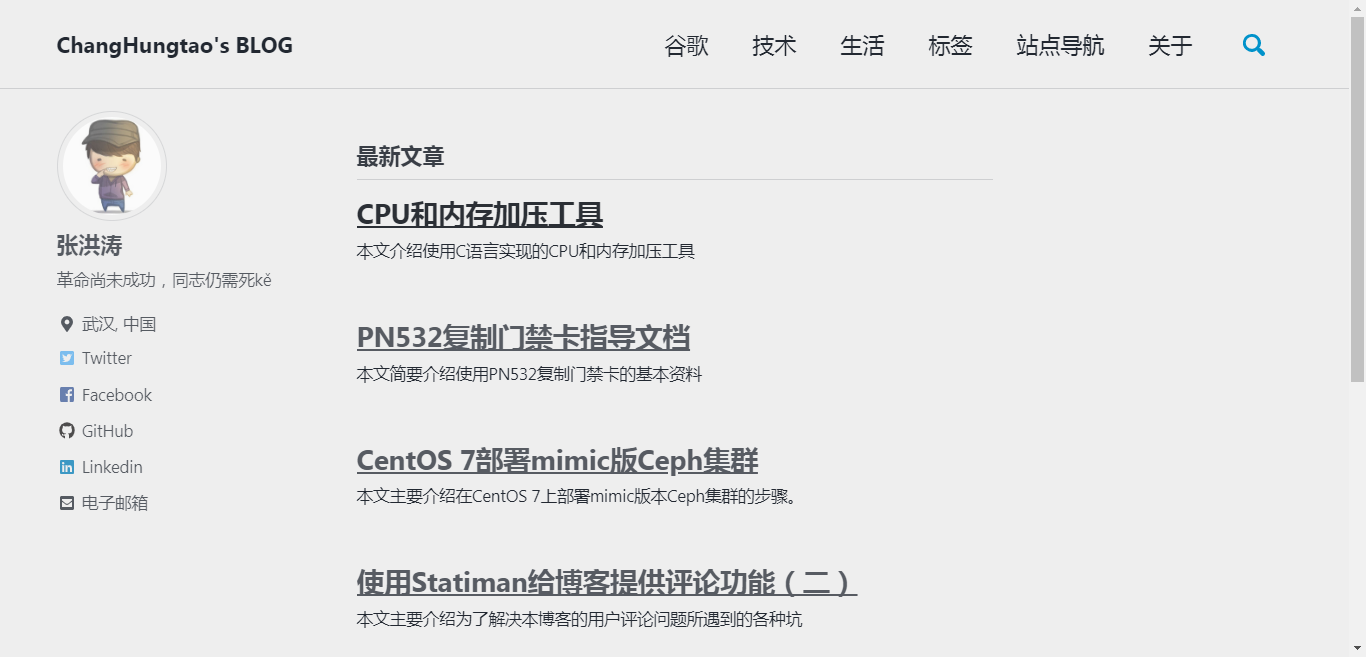 ChangHungtao's BLOG
谷歌 技术 生活 标签 站点导航 关于
张洪涛
革命尚未成功，同志仍需死kě
武汉, 中国
Twitter
Facebook
GitHub
Linkedin
电子邮箱
最新文章
CPU和内存加压工具
本文介绍使用C语言实现的CPU和内存加压工具
PN532复制门禁卡指导文档
本文简要介绍使用PN532复制门禁卡的基本资料
CentOS 7部署mimic版Ceph集群
本文主要介绍在CentOS 7上部署mimic版本Ceph集群的步骤。
使用Statiman给博客提供评论功能（二）
本文主要介绍为了解决本博客的用户评论问题所遇到的各种坑